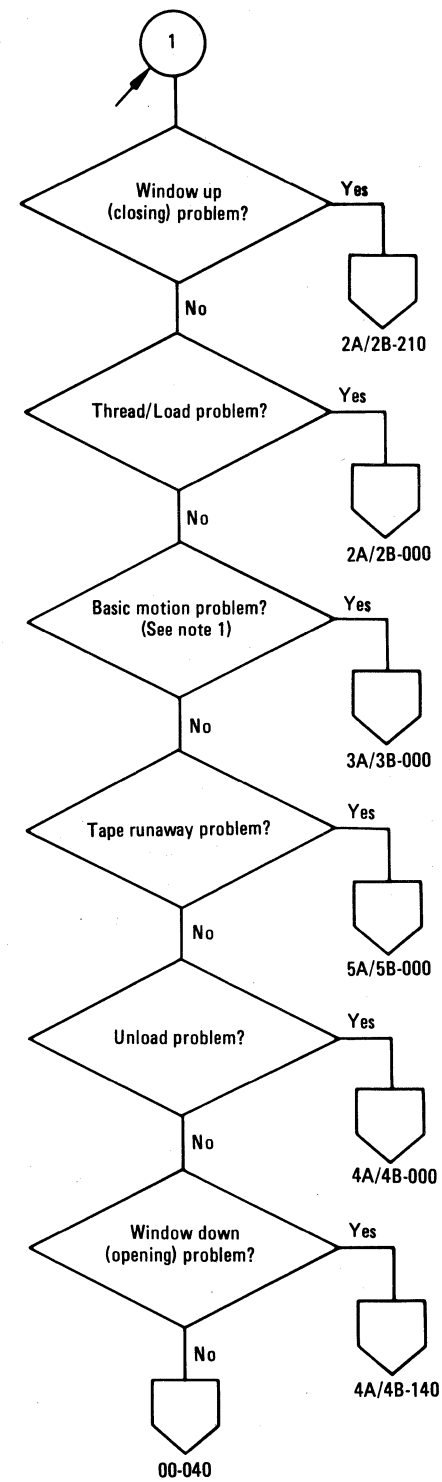 1
Window up
(closing) problem?
Yes
2A/2B-210
No
Thread/Load problem?
Yes
2A/2B-000
No
Basic motion problem?
(See note 1)
Yes
3A/3B-000
No
Tape runaway problem?
Yes
5A/5B-000
No
Unload problem?
Yes
4A/4B-000
No
Window down
(opening) problem?
Yes
4A/4B-140
No
00-040